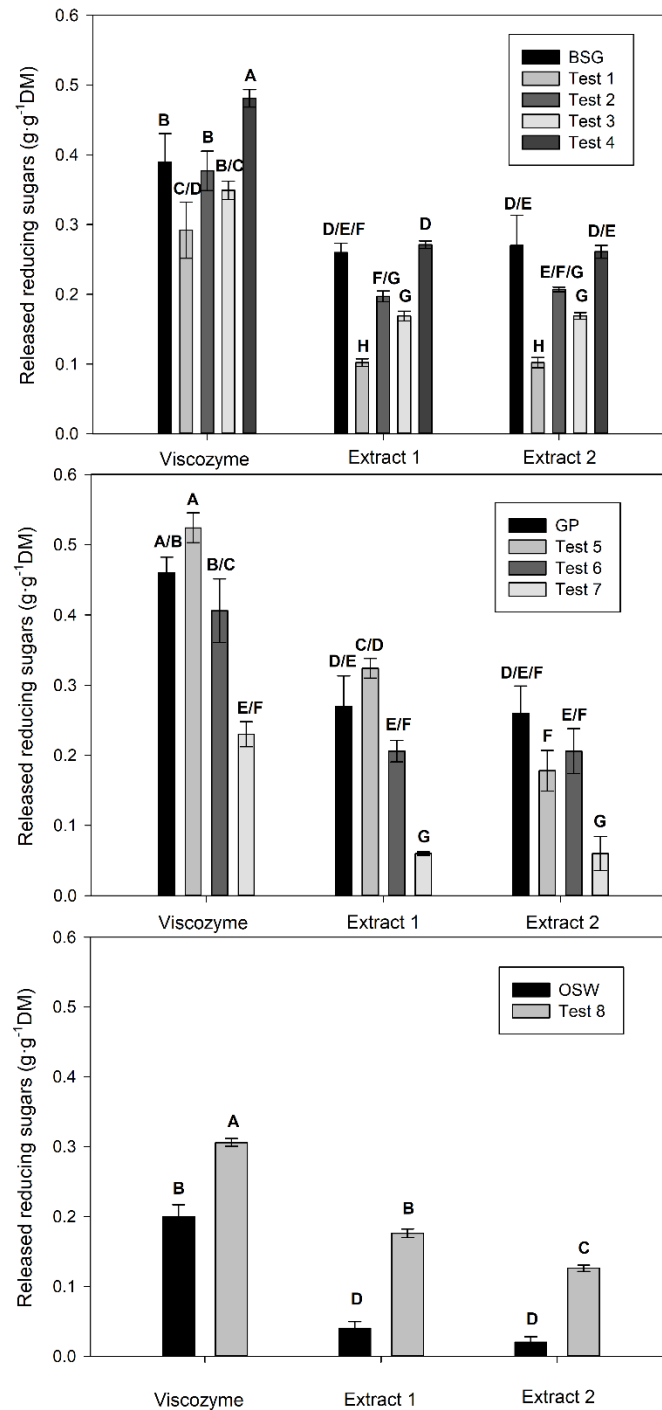 0.6
0.5
0.4
0.3
0.2
0.1
0.0
Released reducing sugars (g·g⁻¹DM)
BSG
Test 1
Test 2
Test 3
Test 4
B
C/D
B
B/C
A
D/E/F
H
F/G
G
D
D/E
H
E/F/G
G
D/E
Viscozyme
Extract 1
Extract 2
0.6
0.5
0.4
0.3
0.2
0.1
0.0
Released reducing sugars (g·g⁻¹DM)
GP
Test 5
Test 6
Test 7
A/B
A
B/C
E/F
D/E
C/D
E/F
G
D/E/F
F
E/F
G
Viscozyme
Extract 1
Extract 2
0.6
0.5
0.4
0.3
0.2
0.1
0.0
Released reducing sugars (g·g⁻¹DM)
OSW
Test 8
B
A
D
B
D
C
Viscozyme
Extract 1
Extract 2